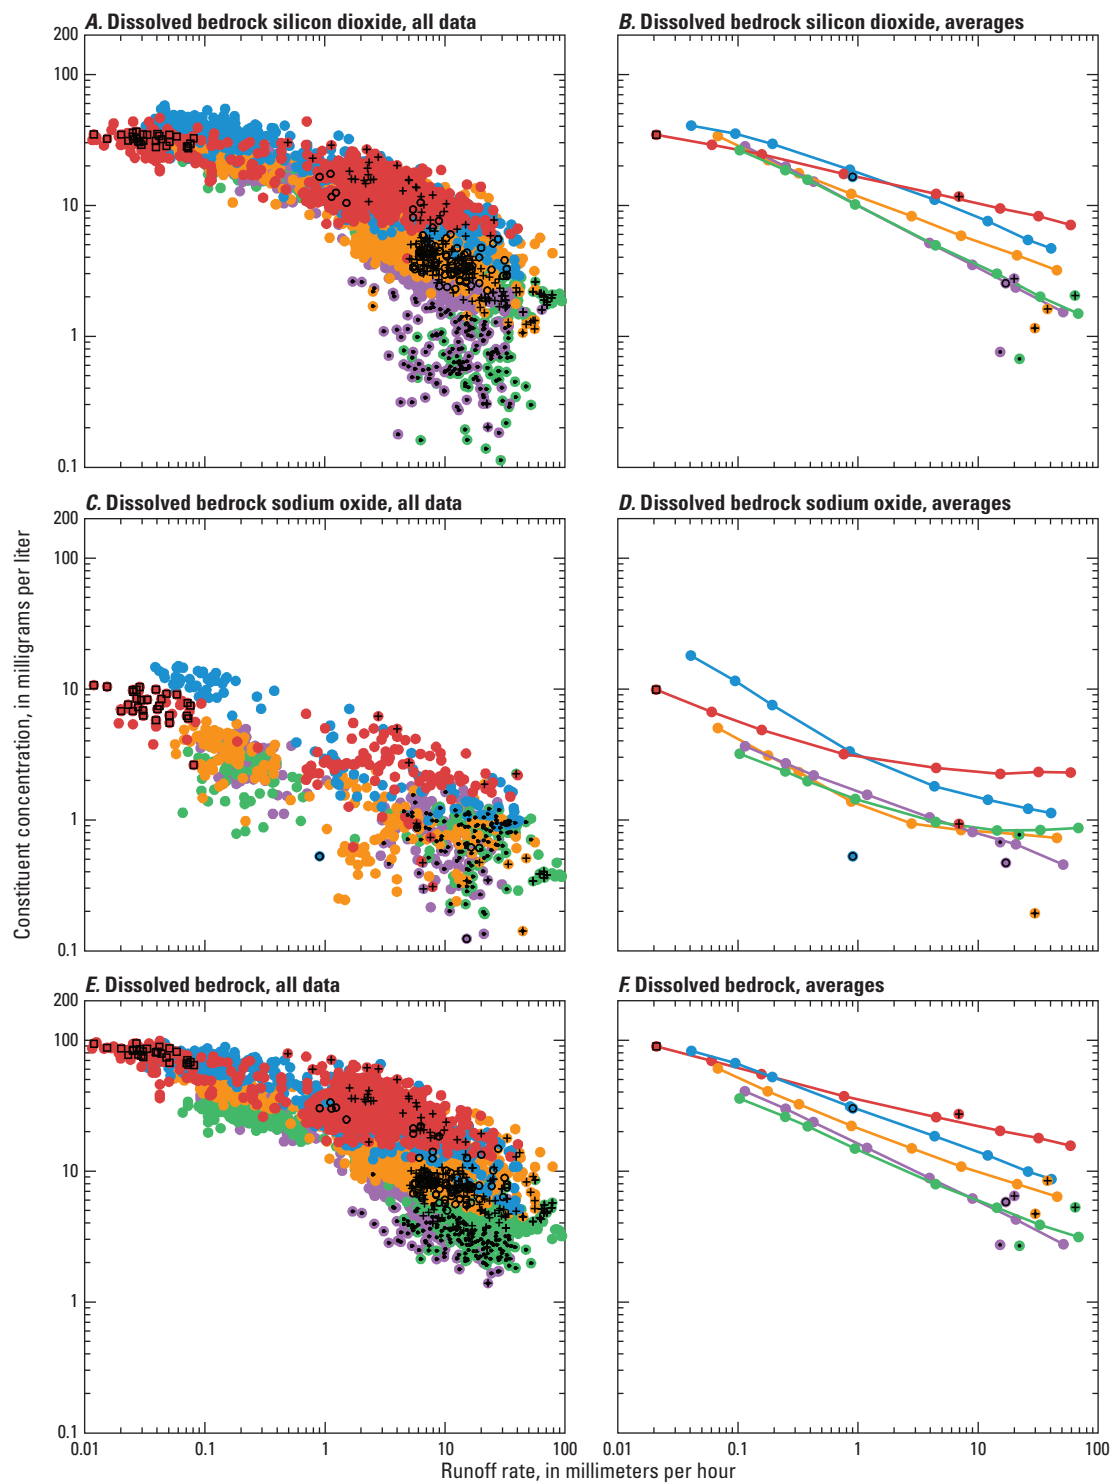 A. Dissolved bedrock silicon dioxide, all data
B. Dissolved bedrock silicon dioxide, averages
200
100
10
1
0.1
C. Dissolved bedrock sodium oxide, all data
D. Dissolved bedrock sodium oxide, averages
200
100
10
1
0.1
Constituent concentration, in milligrams per liter
E. Dissolved bedrock, all data
F. Dissolved bedrock, averages
200
100
10
1
0.1
0.01 0.1 1 10 100
0.01 0.1 1 10 100
Runoff rate, in millimeters per hour